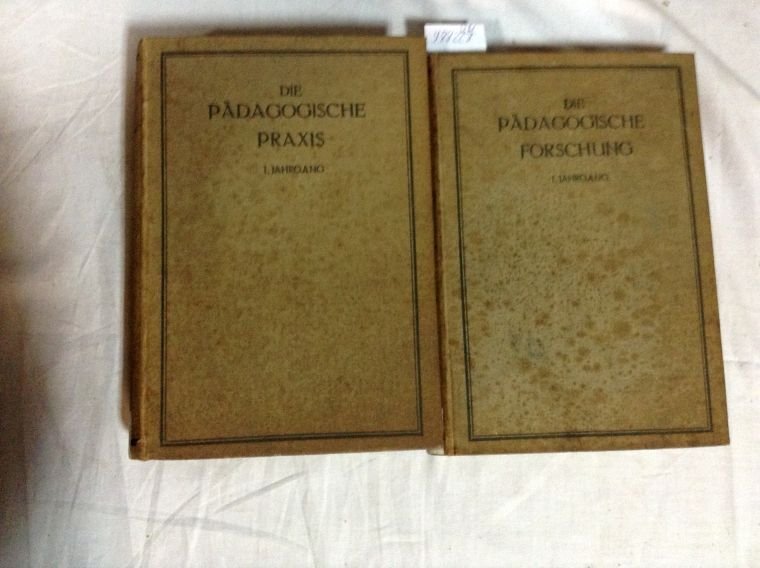 DIE
PÄDAGOGISCHE
PRAXIS
1. JAHRGANG
DIE
PÄDAGOGISCHE
FORSCHUNG
1. JAHRGANG